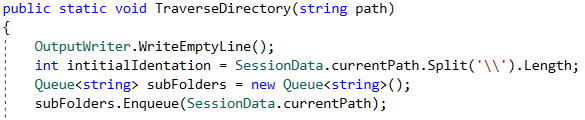 public static void TraverseDirectory(string path)
{
OutputWriter.WriteEmptyLine();
int intitialIdentation = SessionData.currentPath.Split('\\').Length;
Queue<string> subFolders = new Queue<string>();
subFolders.Enqueue(SessionData.currentPath);